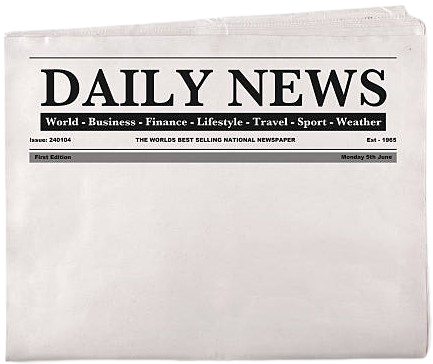 DAILY NEWS
World - Business - Finance - Lifestyle - Travel - Sport - Weather
Issue: 240104 THE WORLDS BEST SELLING NATIONAL NEWSPAPER Est - 1965
First Edition Monday 5th June